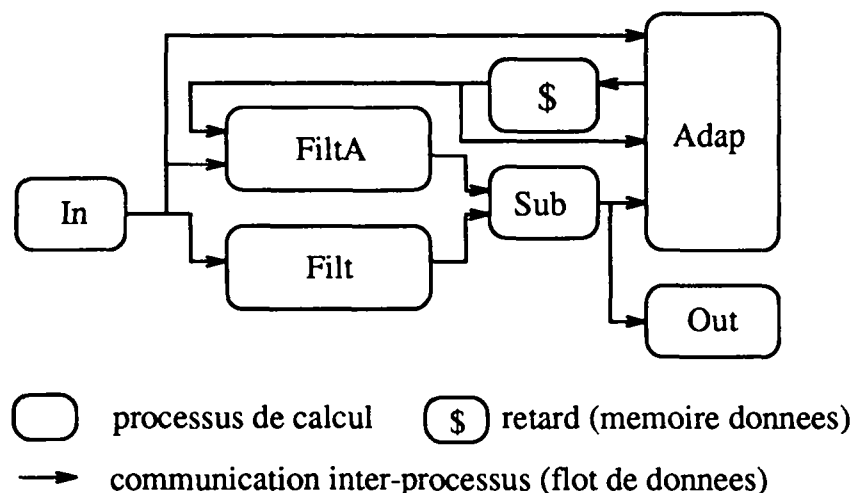 $
Adap
FiltA
Sub
In
Filt
Out
processus de calcul
$ retard (memoire donnees)
communication inter-processus (flot de donnees)